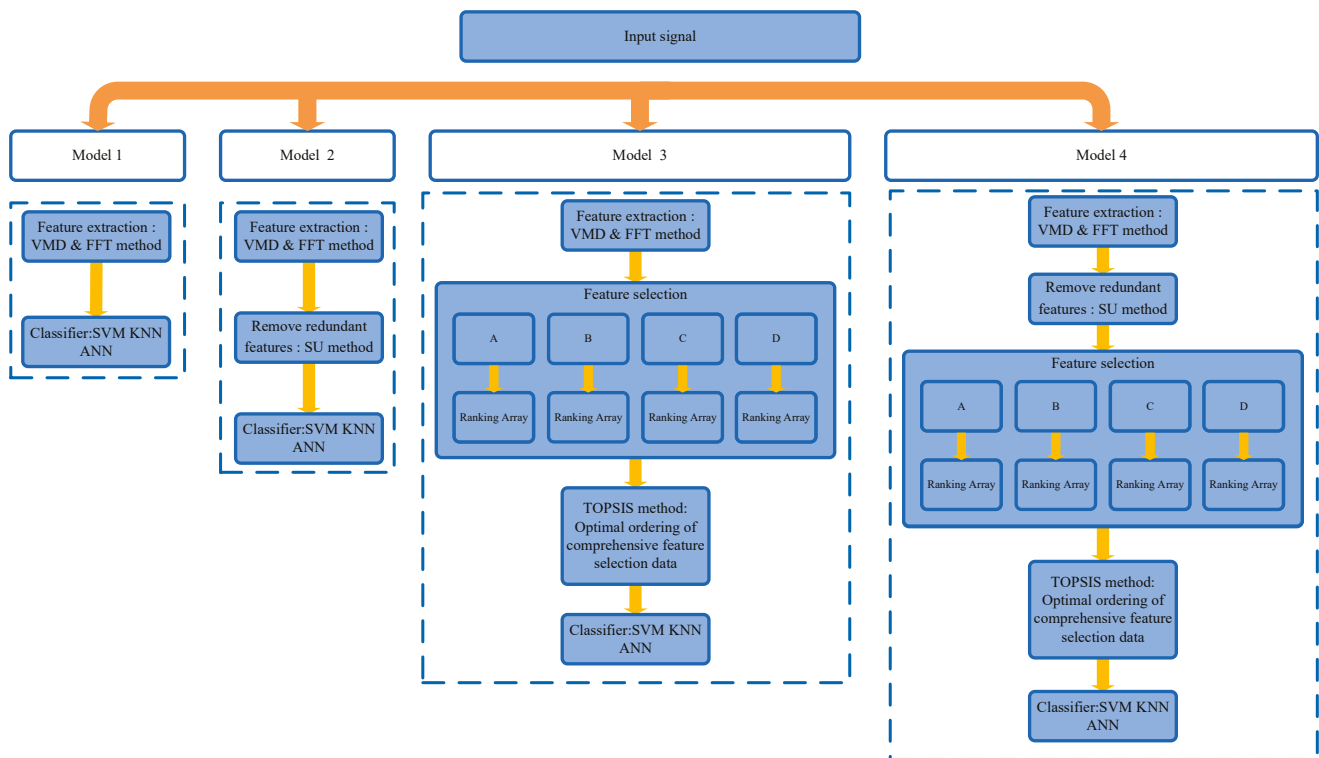 Input signal
Model 1
Feature extraction :
VMD & FFT method
Classifier:SVM KNN
ANN
Model 2
Feature extraction :
VMD & FFT method
Remove redundant
features : SU method
Classifier:SVM KNN
ANN
Model 3
Feature extraction :
VMD & FFT method
Feature selection
A
B
C
D
Ranking Array
Ranking Array
Ranking Array
Ranking Array
TOPSIS method:
Optimal ordering of
comprehensive feature
selection data
Classifier:SVM KNN
ANN
Model 4
Feature extraction :
VMD & FFT method
Remove redundant
features : SU method
Feature selection
A
B
C
D
Ranking Array
Ranking Array
Ranking Array
Ranking Array
TOPSIS method:
Optimal ordering of
comprehensive feature
selection data
Classifier:SVM KNN
ANN